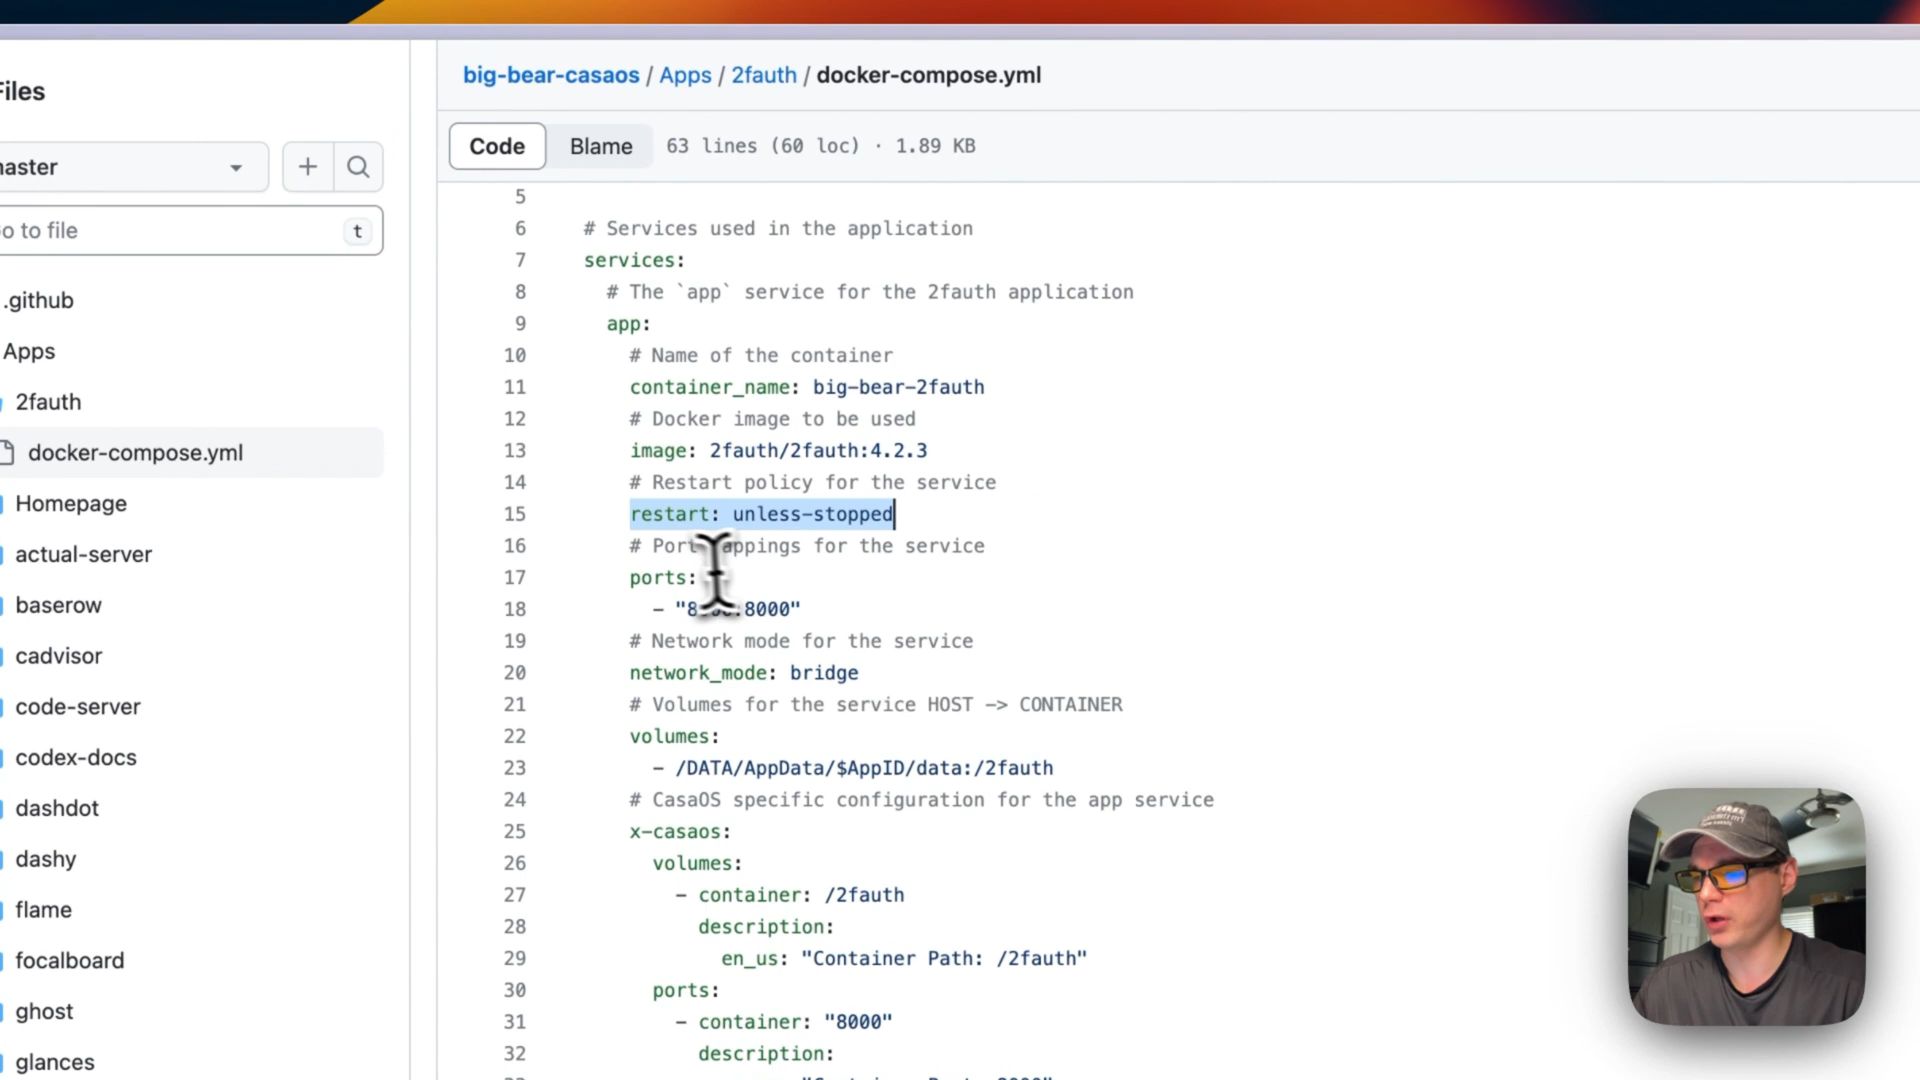 Files
master
Go to file
t
.github
Apps
2fauth
docker-compose.yml
Homepage
actual-server
baserow
cadvisor
code-server
codex-docs
dashdot
dashy
flame
focalboard
ghost
glances
big-bear-casaos / Apps / 2fauth / docker-compose.yml
Code Blame 63 lines (60 loc) · 1.89 KB
5
6 # Services used in the application
7 services:
8 # The `app` service for the 2fauth application
9 app:
10 # Name of the container
11 container_name: big-bear-2fauth
12 # Docker image to be used
13 image: 2fauth/2fauth:4.2.3
14 # Restart policy for the service
15 restart: unless-stopped
16 # Port mappings for the service
17 ports:
18 - "8000:8000"
19 # Network mode for the service
20 network_mode: bridge
21 # Volumes for the service HOST -> CONTAINER
22 volumes:
23 - /DATA/AppData/$AppID/data:/2fauth
24 # CasaOS specific configuration for the app service
25 x-casaos:
26 volumes:
27 - container: /2fauth
28 description:
29 en_us: "Container Path: /2fauth"
30 ports:
31 - container: "8000"
32 description: